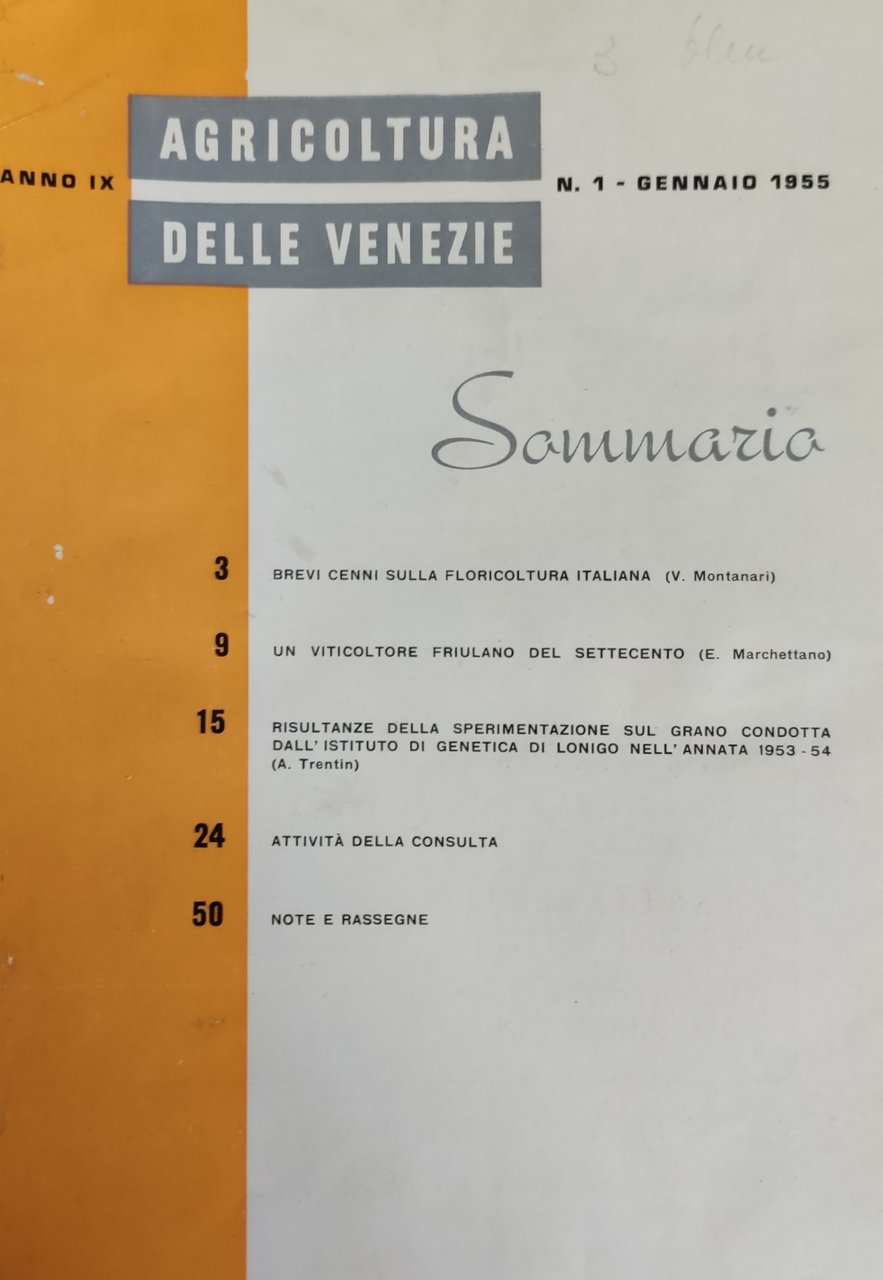 3 bleu
AGRICOLTURA
ANNO IX
N. 1 - GENNAIO 1955
DELLE VENEZIE
Sommario
3 BREVI CENNI SULLA FLORICOLTURA ITALIANA (V. Montanari)
9 UN VITICOLTORE FRIULANO DEL SETTECENTO (E. Marchettano)
15 RISULTANZE DELLA SPERIMENTAZIONE SUL GRANO CONDOTTA
DALL' ISTITUTO DI GENETICA DI LONIGO NELL' ANNATA 1953 - 54
(A. Trentin)
24 ATTIVITÀ DELLA CONSULTA
50 NOTE E RASSEGNE